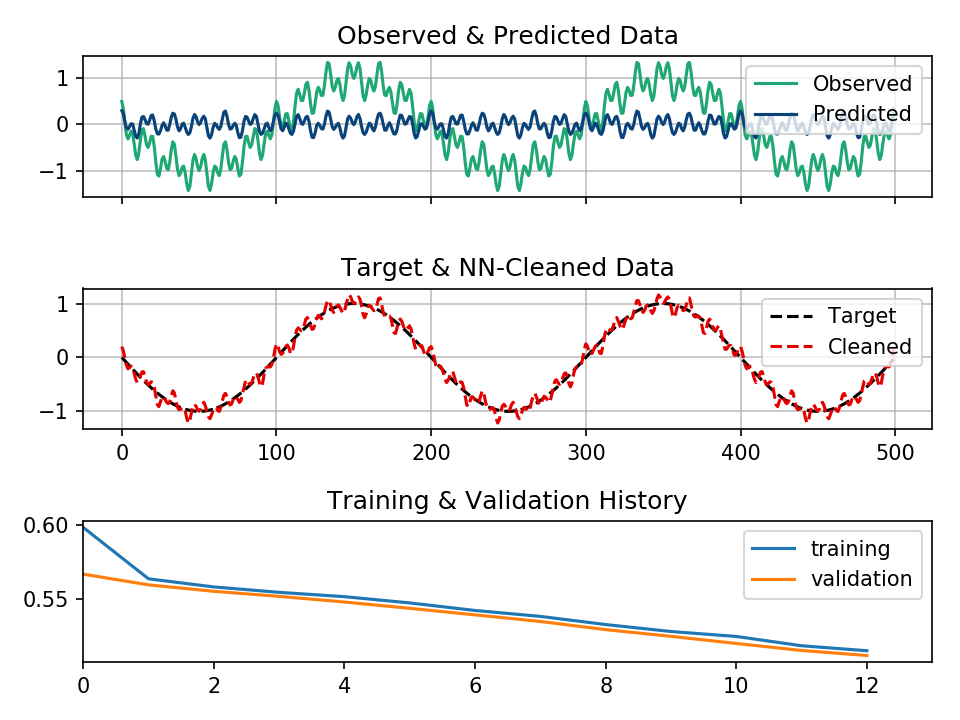 Observed & Predicted Data
1
0
−1
Observed
Predicted
Target & NN-Cleaned Data
1
0
−1
Target
Cleaned
0 100 200 300 400 500
Training & Validation History
0.60
0.55
training
validation
0 2 4 6 8 10 12